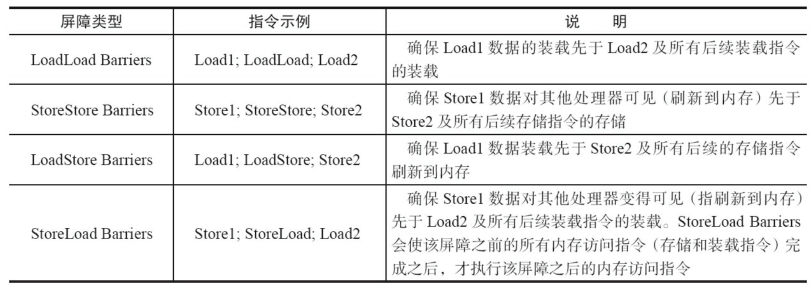 屏障类型 指令示例 说 明
LoadLoad Barriers Load1; LoadLoad; Load2 确保 Load1 数据的装载先于 Load2 及所有后续装载指令
的装载
StoreStore Barriers Store1; StoreStore; Store2 确保 Store1 数据对其他处理器可见（刷新到内存）先于
Store2 及所有后续存储指令的存储
LoadStore Barriers Load1; LoadStore; Store2 确保 Load1 数据装载先于 Store2 及所有后续的存储指令
刷新到内存
StoreLoad Barriers Store1; StoreLoad; Load2 确保 Store1 数据对其他处理器变得可见（指刷新到内存）
先于 Load2 及所有后续装载指令的装载。StoreLoad Barriers
会使该屏障之前的所有内存访问指令（存储和装载指令）完
成之后，才执行该屏障之后的内存访问指令